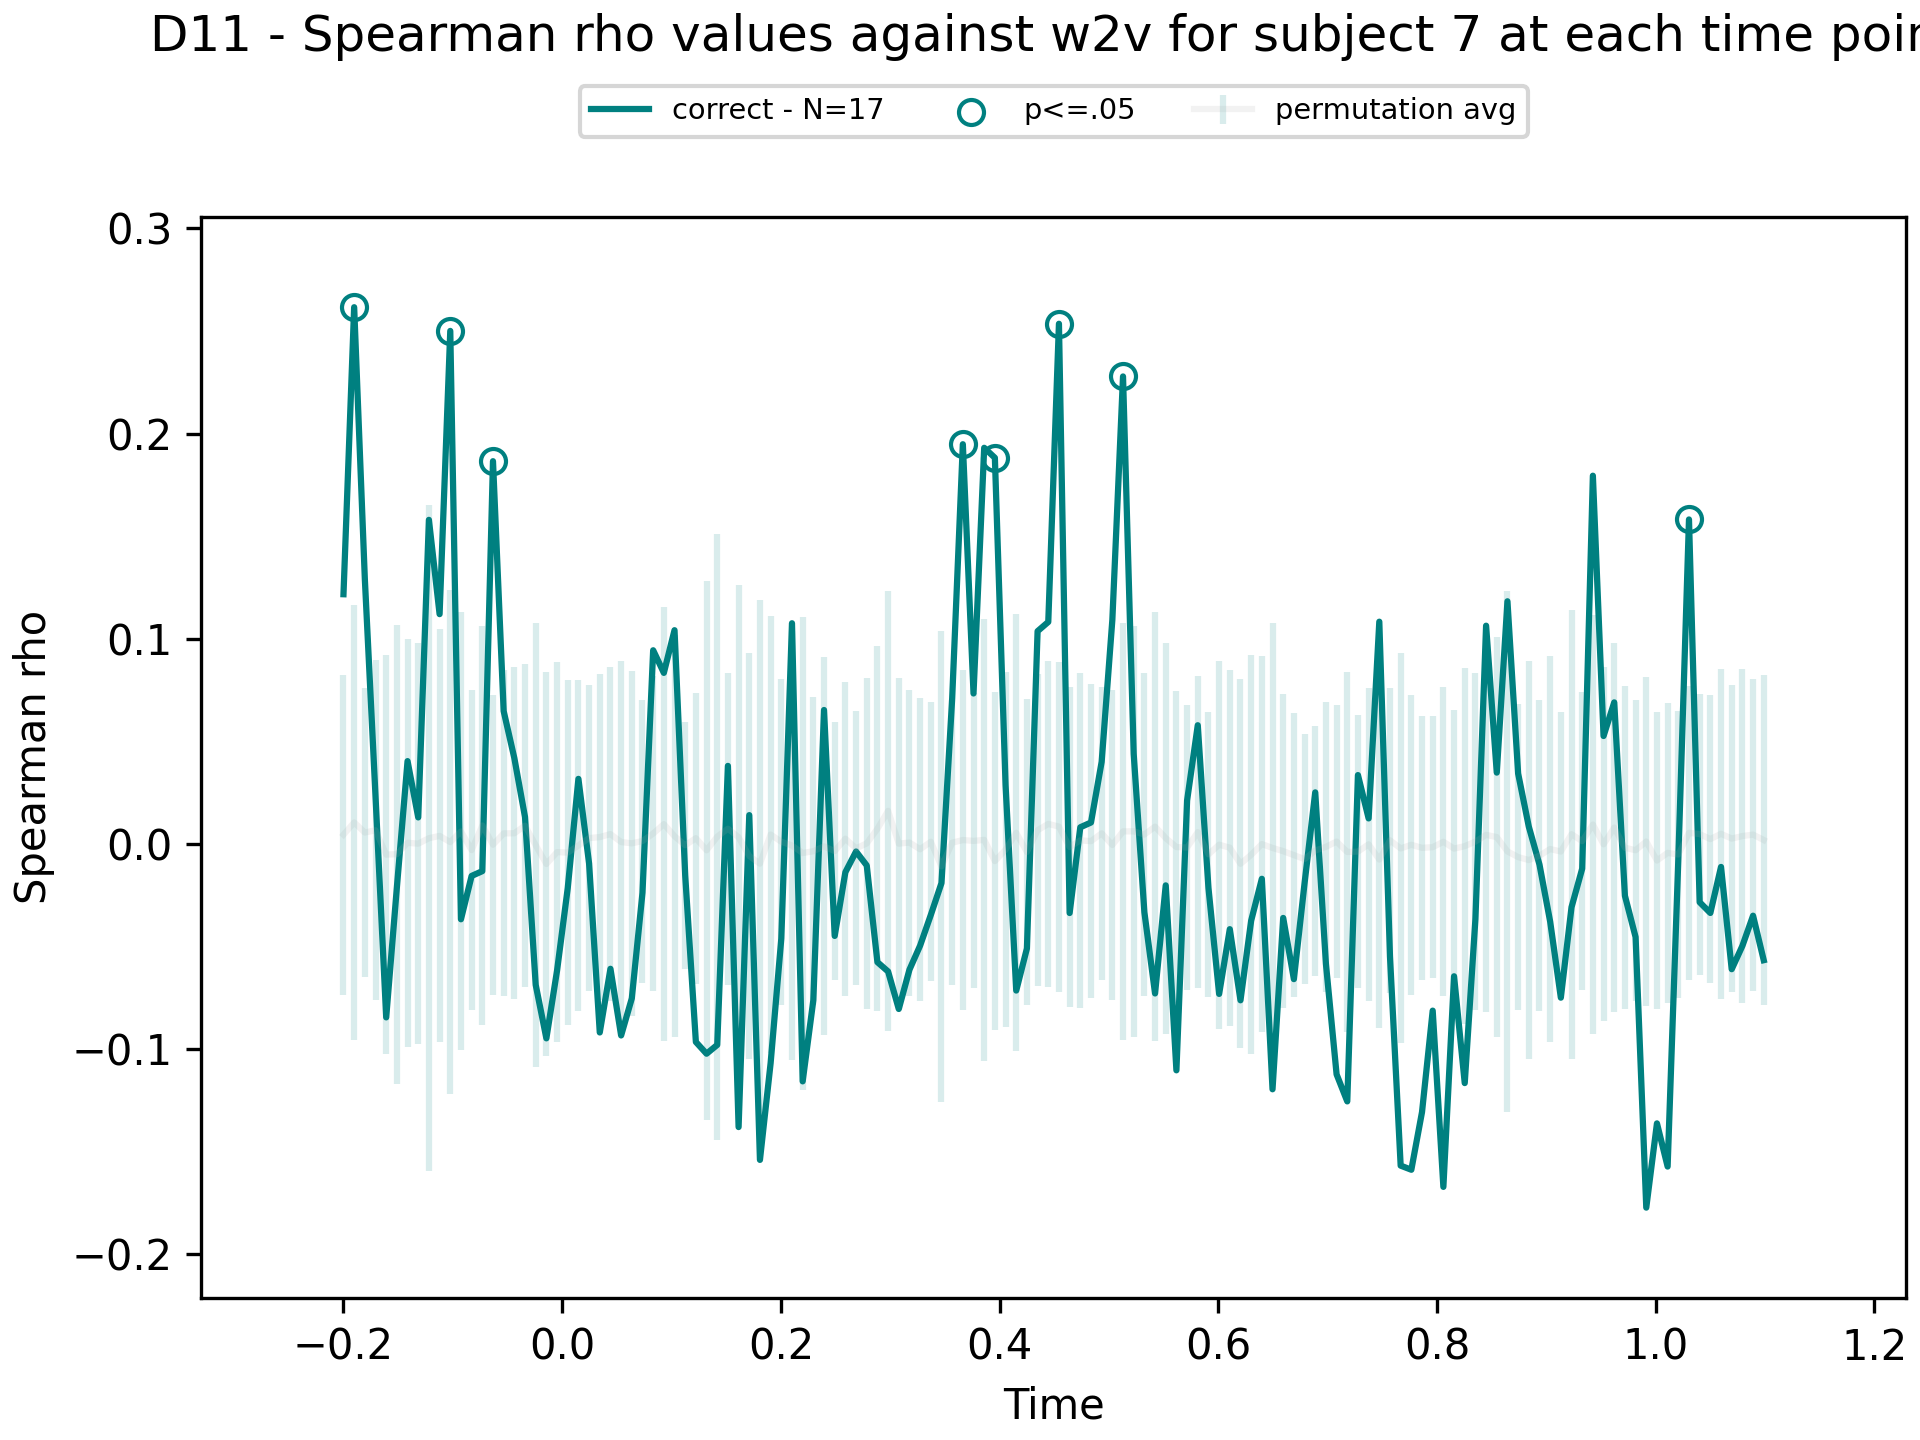 D11 - Spearman rho values against w2v for subject 7 at each time
correct - N=17 p<=.05 permutation avg
0.3
0.2
0.1
0.0
−0.1
−0.2
Spearman rho
−0.2 0.0 0.2 0.4 0.6 0.8 1.0 1.2
Time